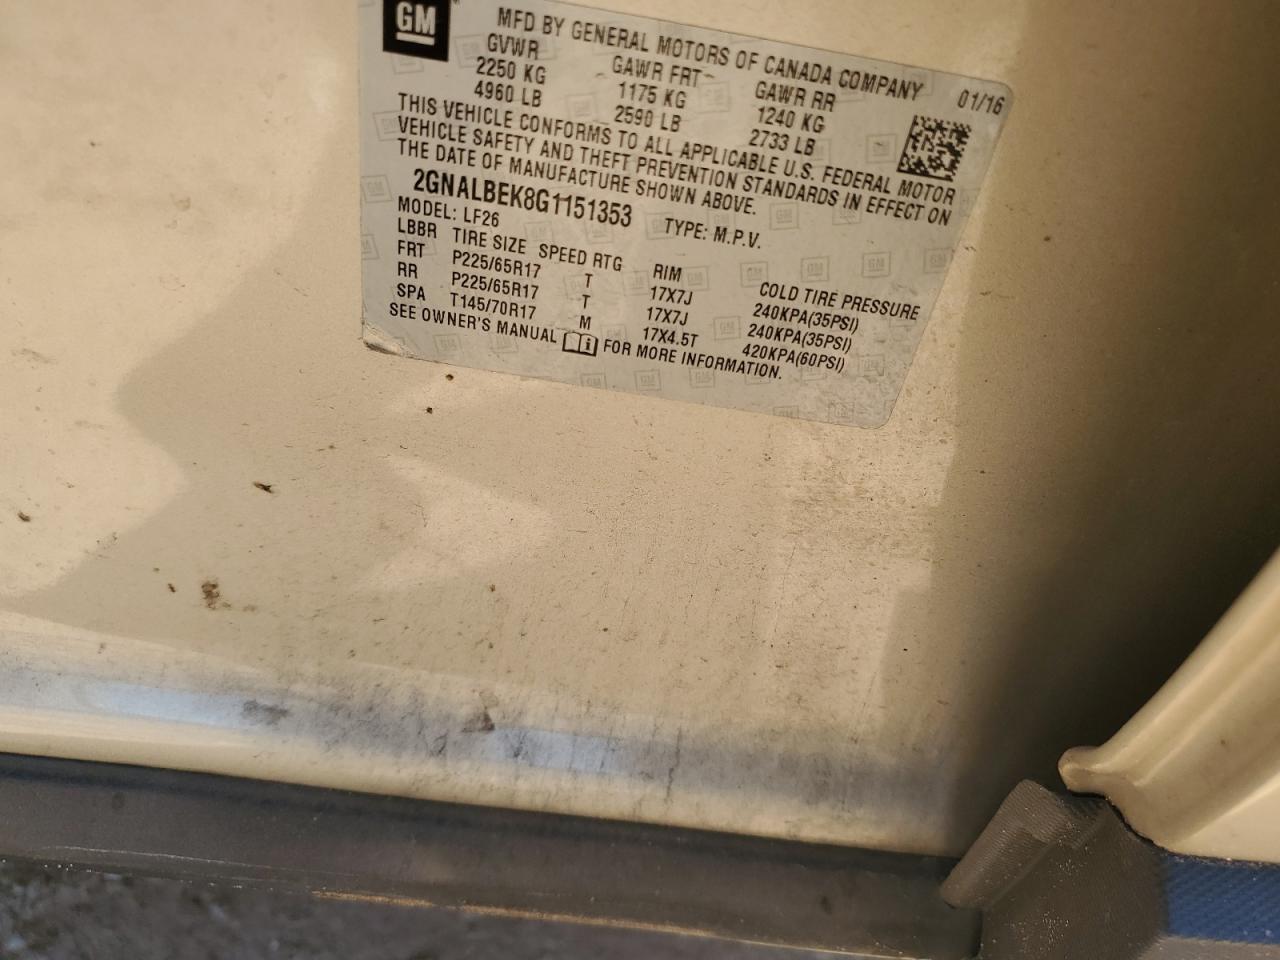 GM
MFD BY GENERAL MOTORS OF CANADA COMPANY
GVWR GAWR FRT GAWR RR 01/16
2250 KG 1175 KG 1240 KG
4960 LB 2590 LB 2733 LB
THIS VEHICLE CONFORMS TO ALL APPLICABLE U.S. FEDERAL MOTOR
VEHICLE SAFETY AND THEFT PREVENTION STANDARDS IN EFFECT ON
THE DATE OF MANUFACTURE SHOWN ABOVE.
2GNALBEK8G1151353 TYPE: M.P.V.
MODEL: LF26
LBBR TIRE SIZE SPEED RTG RIM COLD TIRE PRESSURE
FRT P225/65R17 T 17X7J 240KPA(35PSI)
RR P225/65R17 T 17X7J 240KPA(35PSI)
SPA T145/70R17 M 17X4.5T 420KPA(60PSI)
SEE OWNER'S MANUAL FOR MORE INFORMATION.